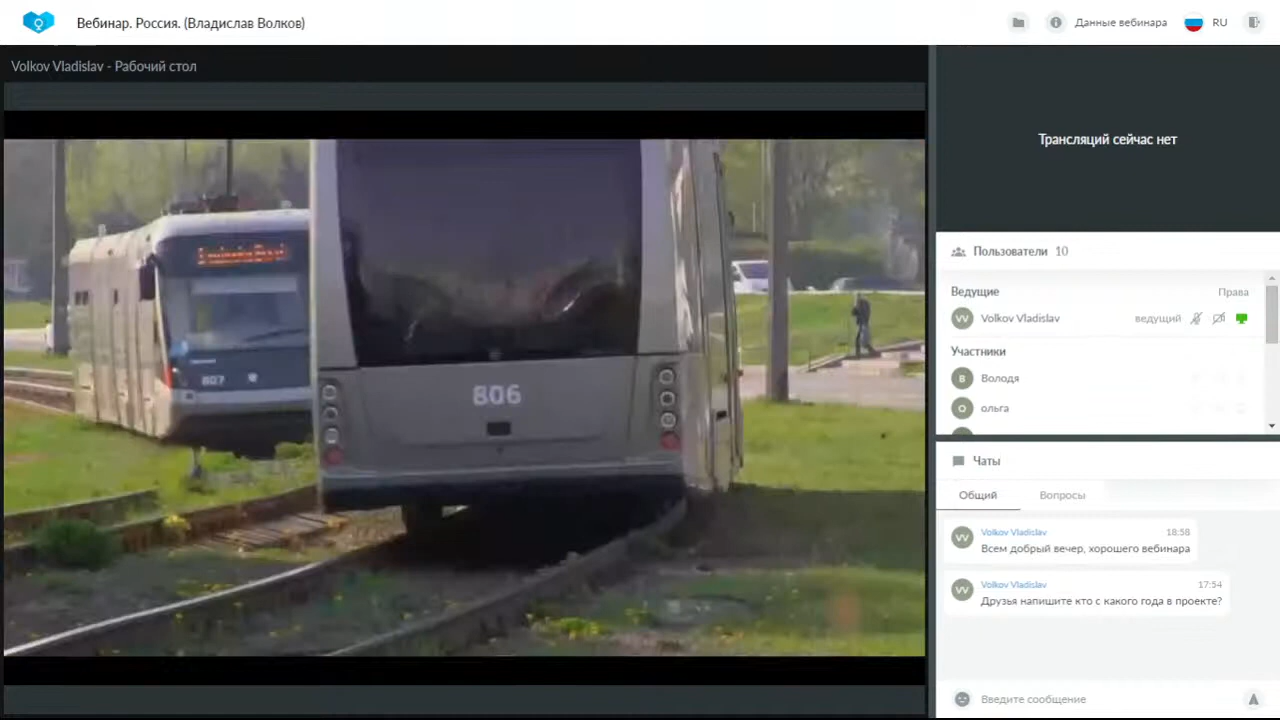 Вебинар. Россия. (Владислав Волков)
Данные вебинара
RU
Volkov Vladislav - Рабочий стол
807
806
Трансляций сейчас нет
Пользователи 10
Ведущие
Права
VV
Volkov Vladislav
ведущий
Участники
В
Володя
О
ольга
Чаты
Общий
Вопросы
VV
Volkov Vladislav
18:58
Всем добрый вечер, хорошего вебинара
VV
Volkov Vladislav
17:54
Друзья напишите кто с какого года в проекте?
Введите сообщение